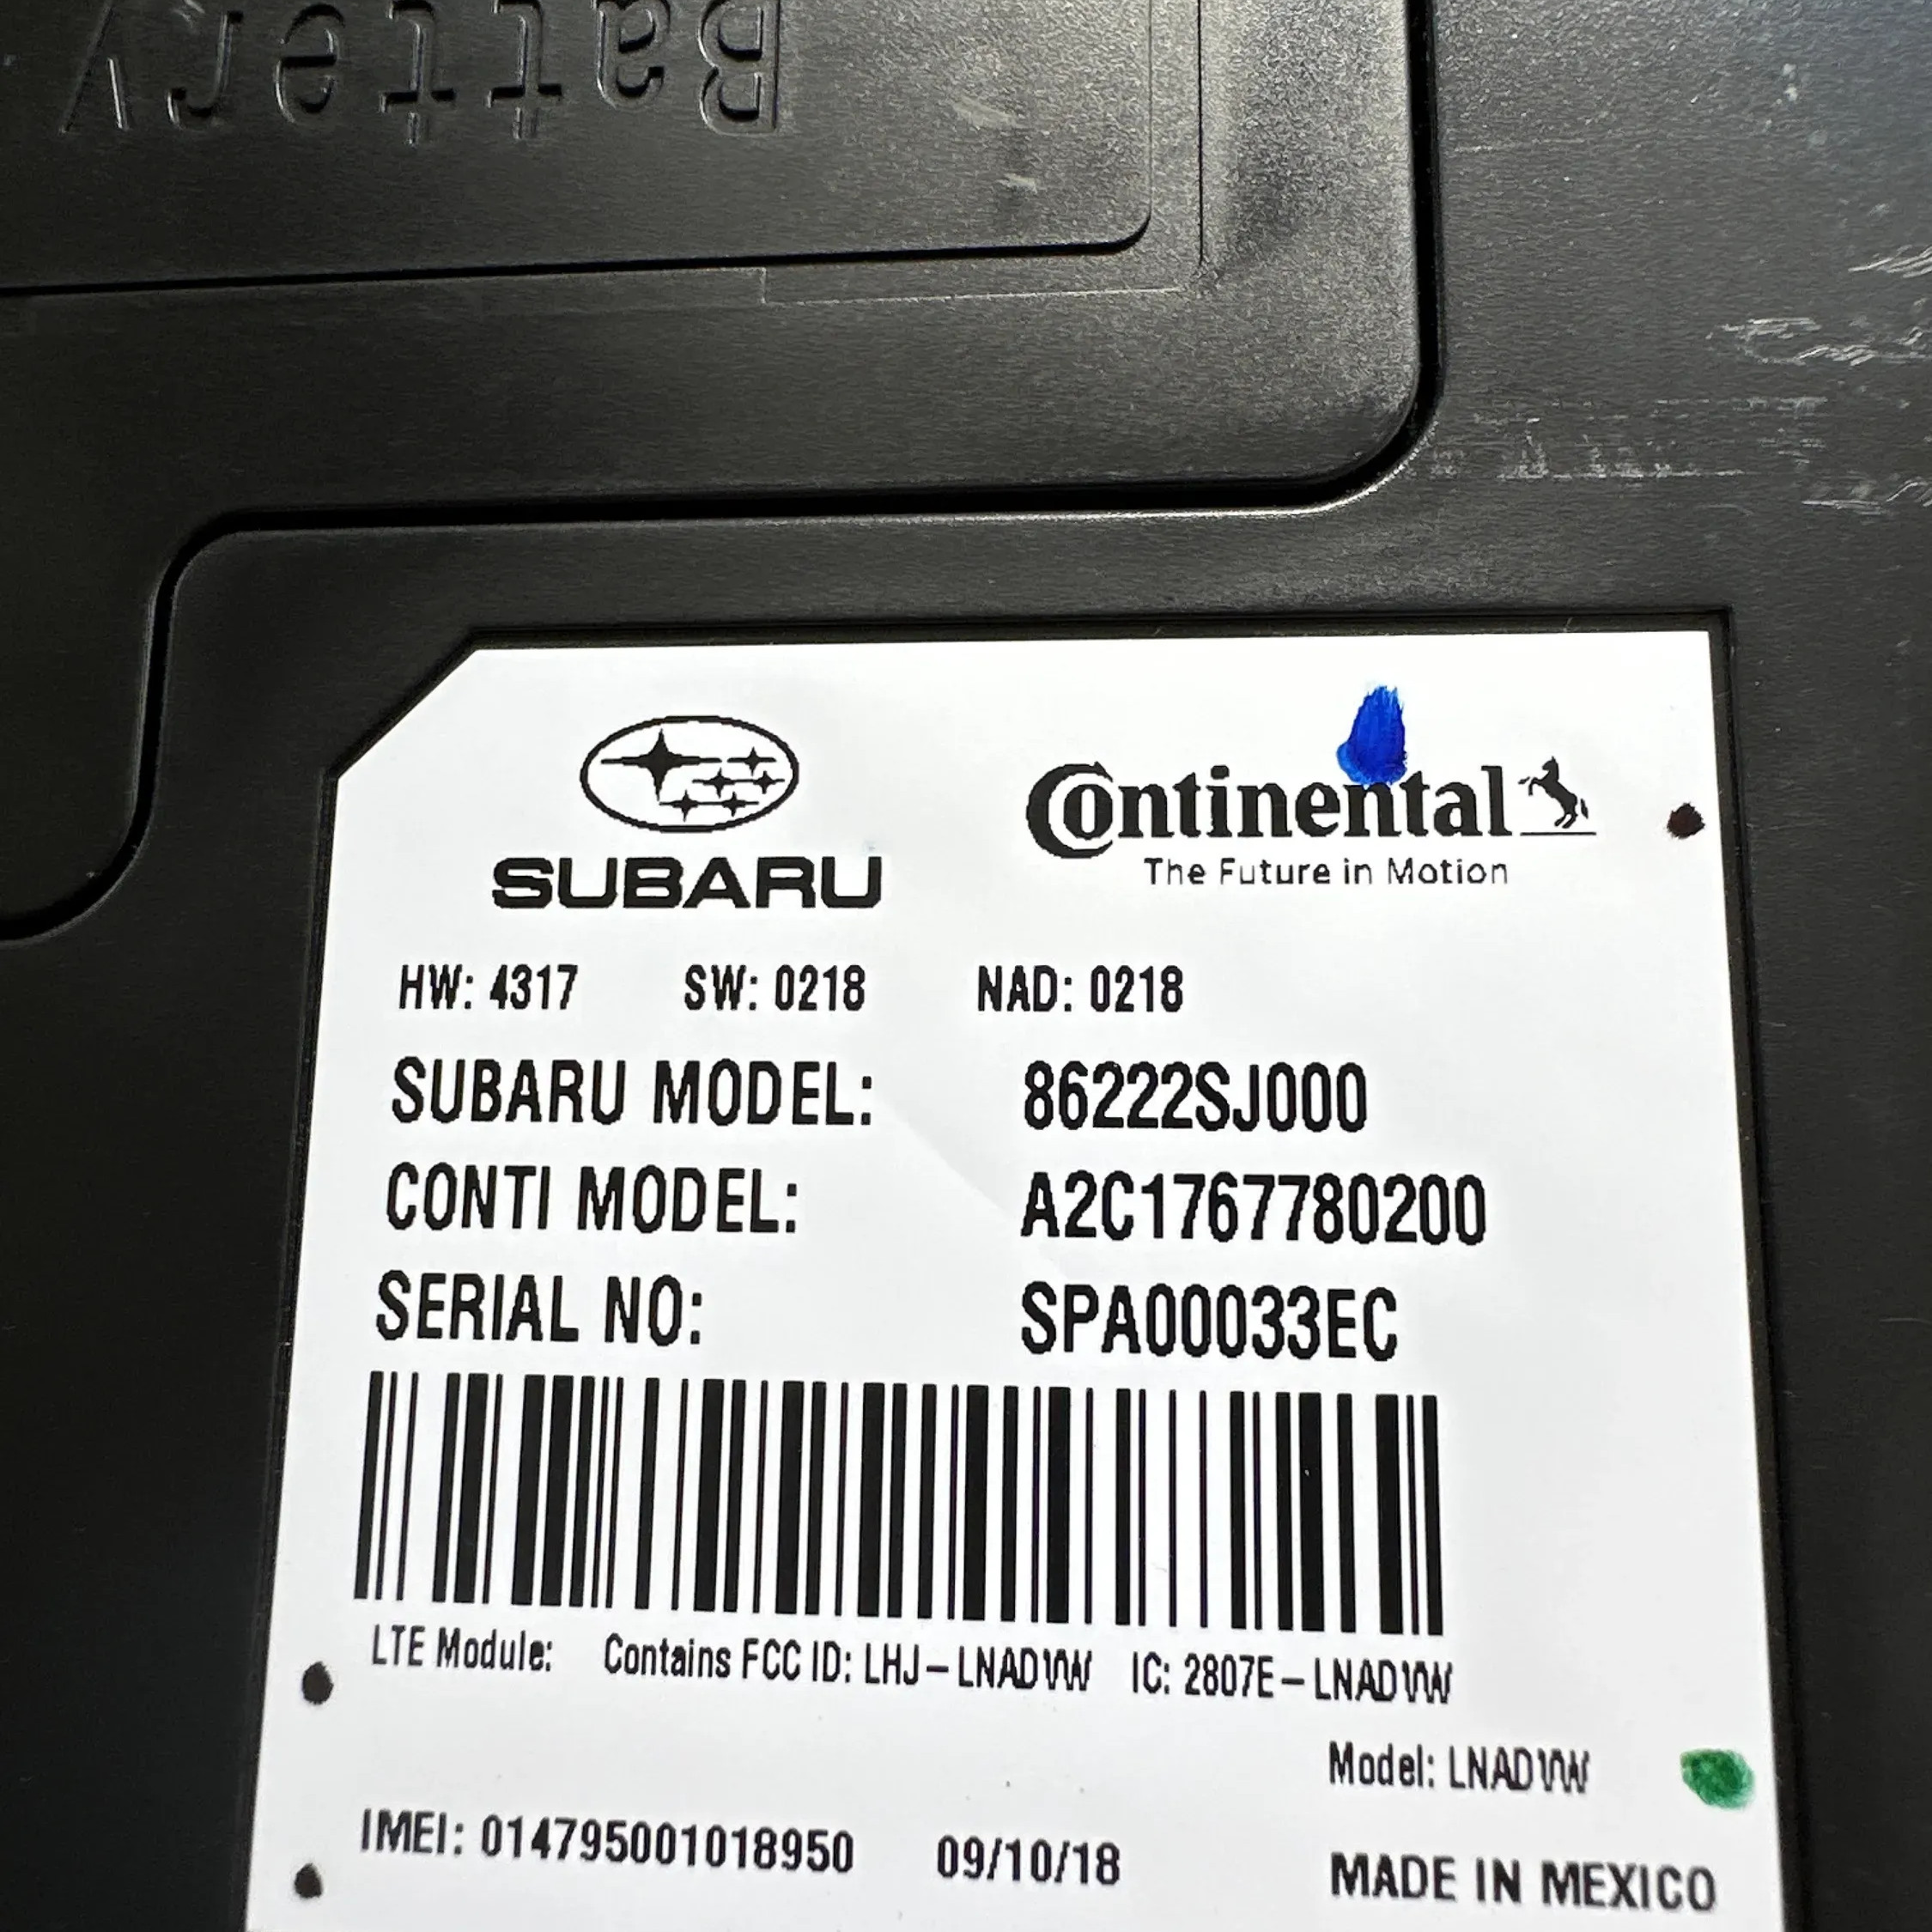 Battery
SUBARU
Continental
The Future in Motion
HW: 4317 SW: 0218 NAD: 0218
SUBARU MODEL: 86222SJ000
CONTI MODEL: A2C1767780200
SERIAL NO: SPA00033EC
LTE Module: Contains FCC ID: LHJ-LNADVW IC: 2807E-LNADVW
Model: LNADVW
IMEI: 014795001018950 09/10/18
MADE IN MEXICO